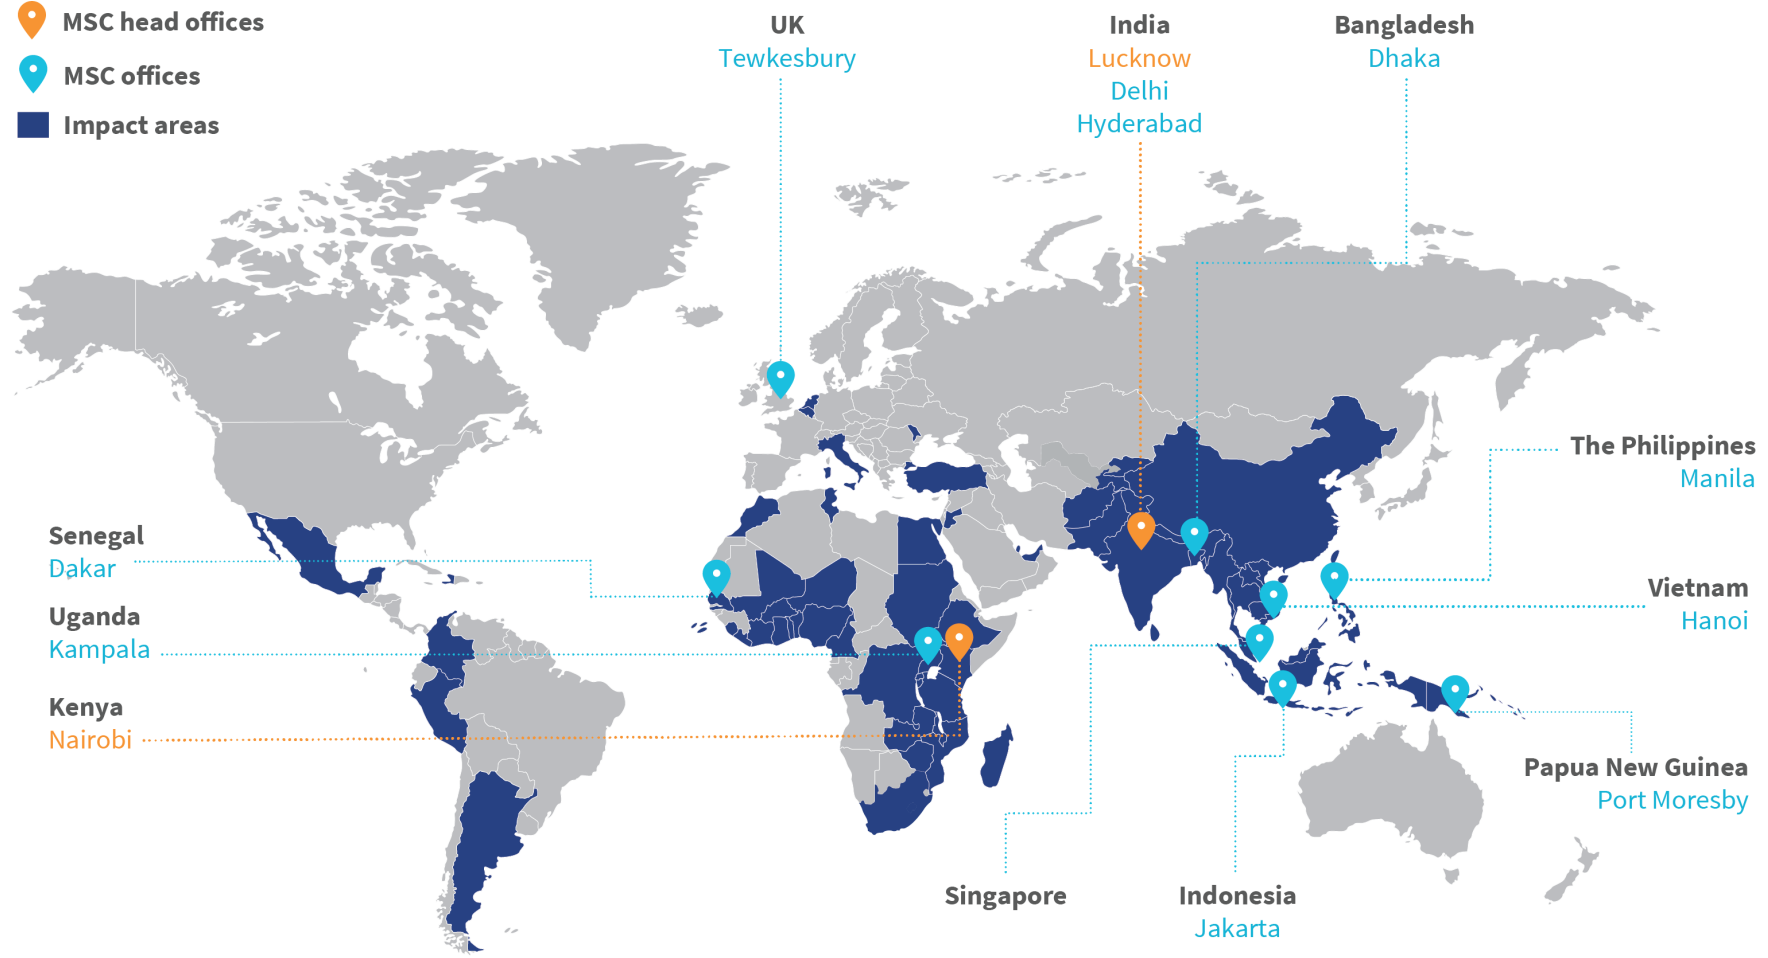 MSC head offices
MSC offices
Impact areas
UK
Tewkesbury
India
Lucknow
Delhi
Hyderabad
Bangladesh
Dhaka
The Philippines
Manila
Senegal
Dakar
Vietnam
Hanoi
Uganda
Kampala
Kenya
Nairobi
Papua New Guinea
Port Moresby
Singapore
Indonesia
Jakarta